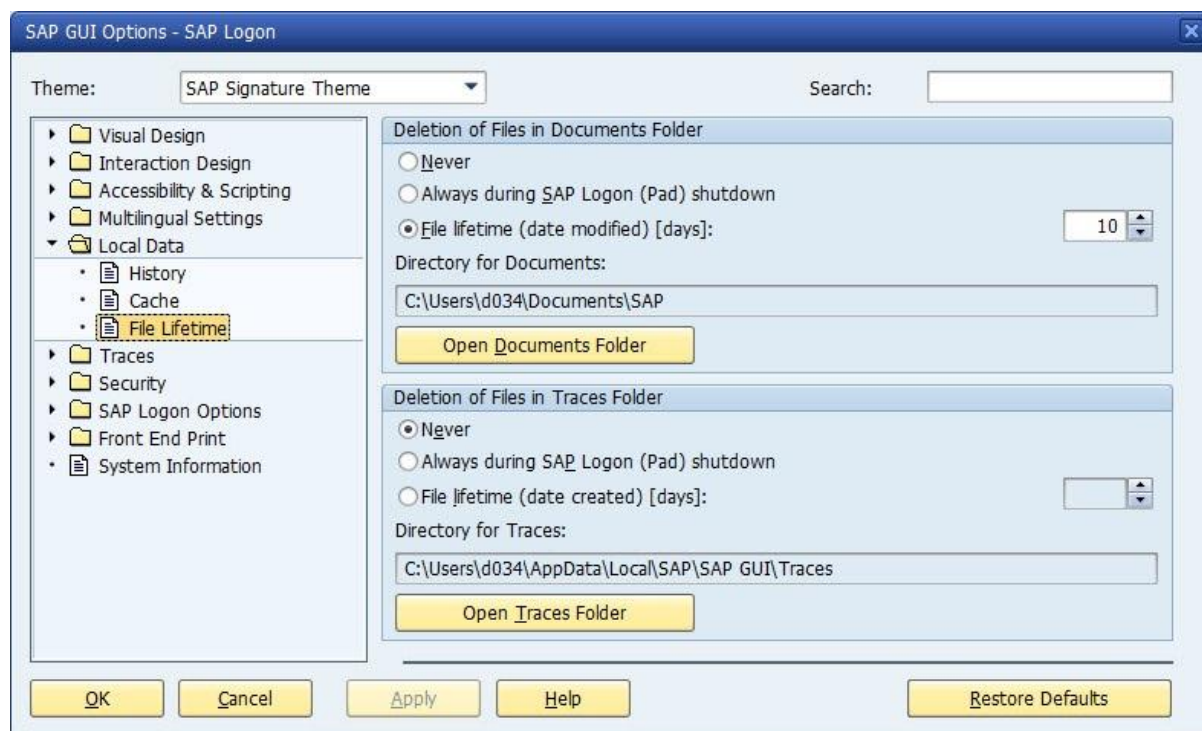 SAP GUI Options - SAP Logon
Theme: SAP Signature Theme Search:
Visual Design
Interaction Design
Accessibility & Scripting
Multilingual Settings
Local Data
History
Cache
File Lifetime
Traces
Security
SAP Logon Options
Front End Print
System Information
Deletion of Files in Documents Folder
Never
Always during SAP Logon (Pad) shutdown
File lifetime (date modified) [days]: 10
Directory for Documents:
C:\Users\d034\Documents\SAP
Open Documents Folder
Deletion of Files in Traces Folder
Never
Always during SAP Logon (Pad) shutdown
File lifetime (date created) [days]:
Directory for Traces:
C:\Users\d034\AppData\Local\SAP\SAP GUI\Traces
Open Traces Folder
OK Cancel Apply Help Restore Defaults